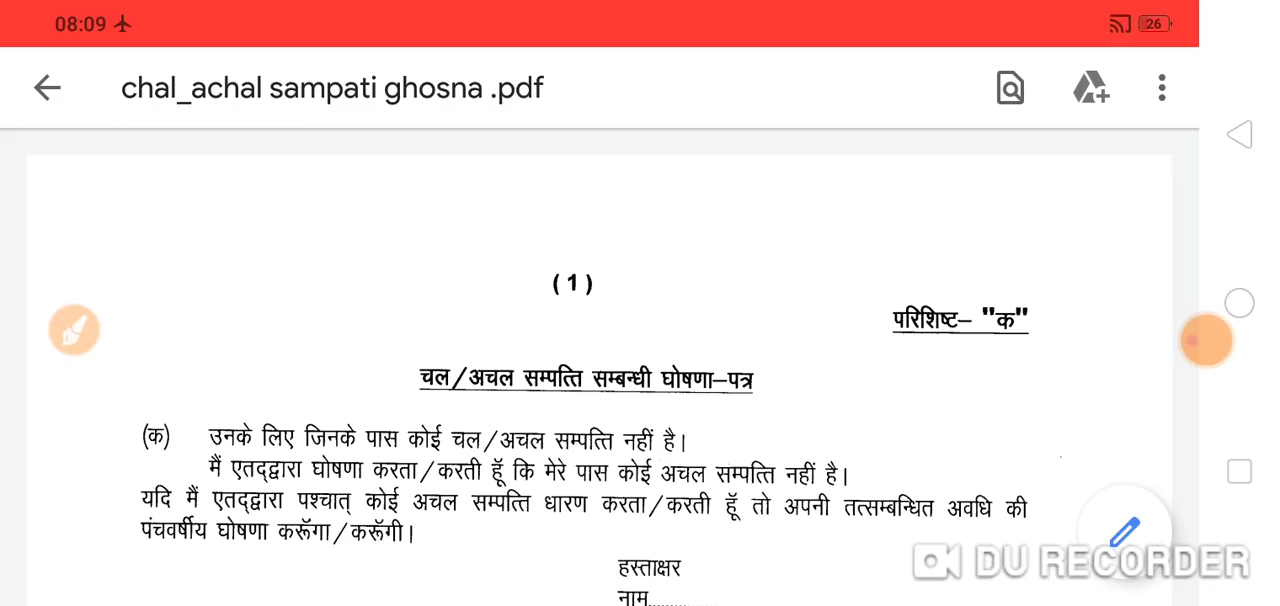 08:09
26
chal_achal sampati ghosna .pdf
(1)
परिशिष्ट– "क"
चल/अचल सम्पत्ति सम्बन्धी घोषणा–पत्र
(क) उनके लिए जिनके पास कोई चल/अचल सम्पत्ति नहीं है।
मैं एतद्द्वारा घोषणा करता/करती हूॅं कि मेरे पास कोई अचल सम्पत्ति नहीं है।
यदि मैं एतद्द्वारा पश्चात् कोई अचल सम्पत्ति धारण करता/करती हूॅं तो अपनी तत्सम्बन्धित अवधि की
पंचवर्षीय घोषणा करूॅंगा/करूॅंगी।
हस्ताक्षर
नाम..........
DU RECORDER